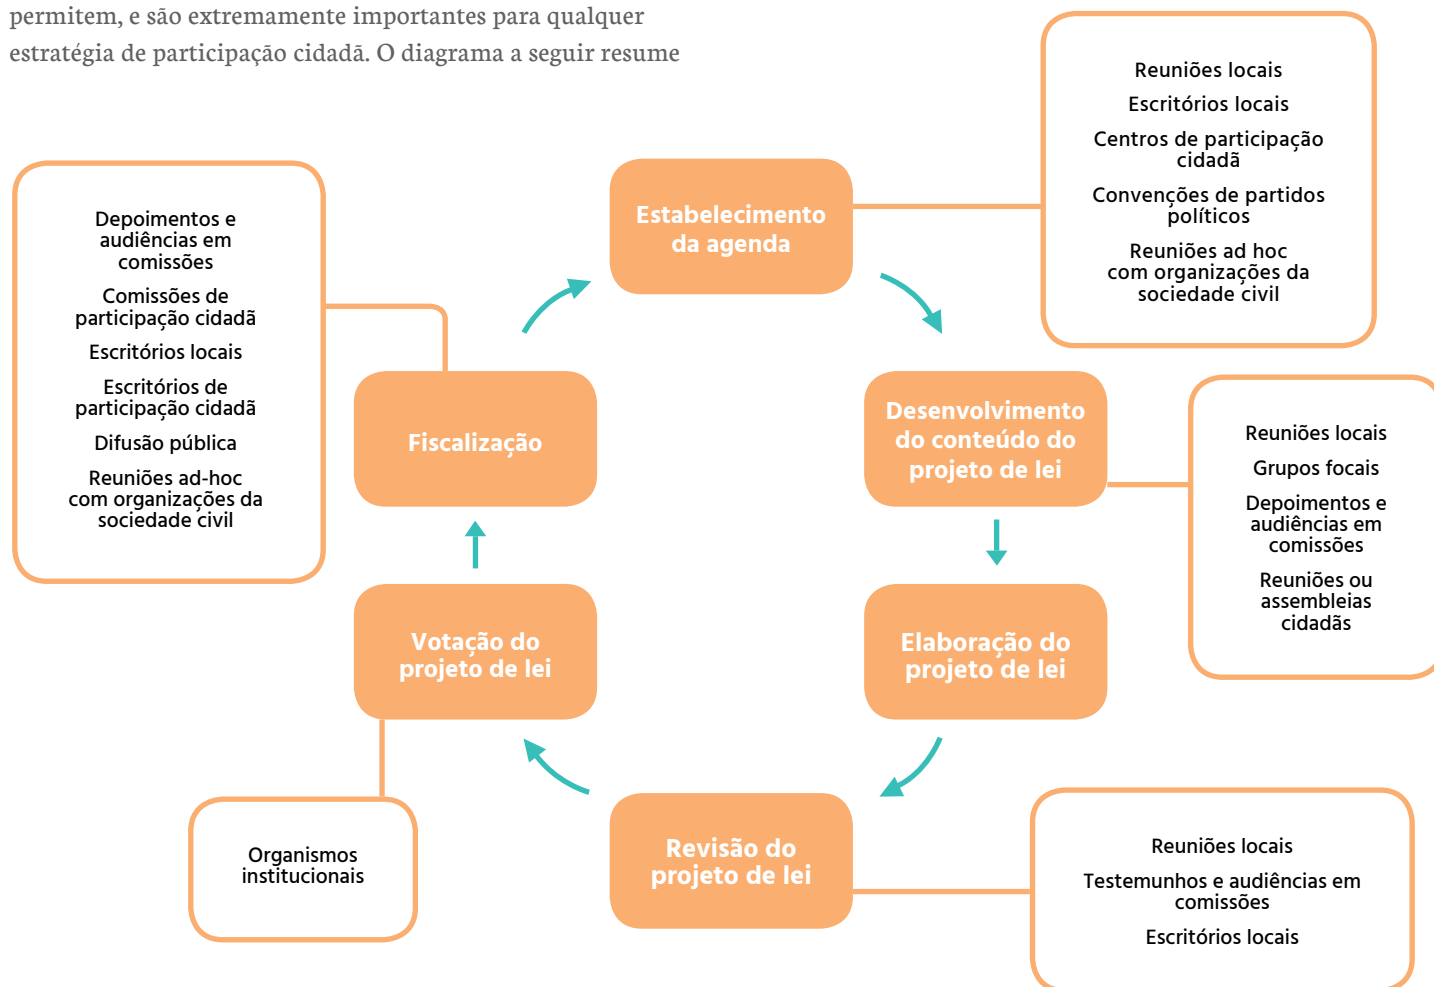 permitem, e são extremamente importantes para qualquer
estratégia de participação cidadã. O diagrama a seguir resume
Estabelecimento
da agenda
Reuniões locais
Escritórios locais
Centros de participação
cidadã
Convenções de partidos
políticos
Reuniões ad hoc
com organizações da
sociedade civil
Desenvolvimento
do conteúdo do
projeto de lei
Reuniões locais
Grupos focais
Depoimentos e
audiências em
comissões
Reuniões ou
assembleias
cidadãs
Elaboração do
projeto de lei
Revisão do
projeto de lei
Reuniões locais
Testemunhos e audiências em
comissões
Escritórios locais
Votação do
projeto de lei
Organismos
institucionais
Fiscalização
Depoimentos e
audiências em
comissões
Comissões de
participação cidadã
Escritórios locais
Escritórios de
participação cidadã
Difusão pública
Reuniões ad-hoc
com organizações da
sociedade civil